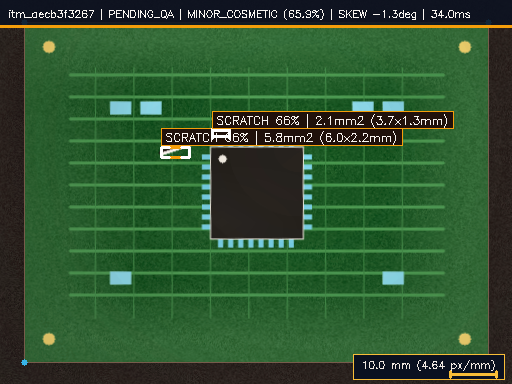 itm_aecb3f3267 | PENDING_QA | MINOR_COSMETIC (65.9%) | SKEW -1.3deg | 34.0ms
SCRATCH 66% | 2.1mm2 (3.7x1.3mm)
SCRATCH 66% | 5.8mm2 (6.0x2.2mm)
10.0 mm (4.64 px/mm)